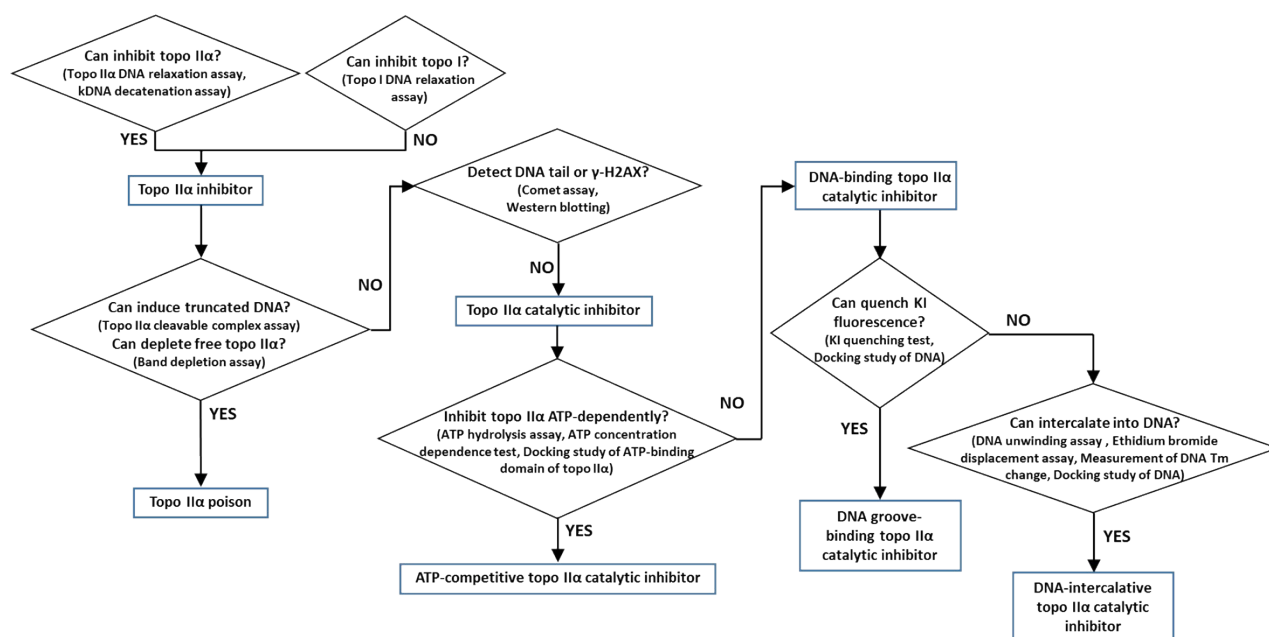 Can inhibit topo IIα?
(Topo IIα DNA relaxation assay,
kDNA decatenation assay)
Can inhibit topo I?
(Topo I DNA relaxation
assay)
YES
NO
Topo IIα inhibitor
Detect DNA tail or γ-H2AX?
(Comet assay,
Western blotting)
DNA-binding topo IIα
catalytic inhibitor
NO
NO
Can induce truncated DNA?
(Topo IIα cleavable complex assay)
Can deplete free topo IIα?
(Band depletion assay)
Topo IIα catalytic inhibitor
Can quench KI
fluorescence?
(KI quenching test,
Docking study of DNA)
NO
YES
NO
Inhibit topo IIα ATP-dependently?
(ATP hydrolysis assay, ATP concentration
dependence test, Docking study of ATP-binding
domain of topo IIα)
YES
Can intercalate into DNA?
(DNA unwinding assay , Ethidium bromide
displacement assay, Measurement of DNA Tm
change, Docking study of DNA)
Topo IIα poison
YES
DNA groove-
binding topo IIα
catalytic inhibitor
YES
ATP-competitive topo IIα catalytic inhibitor
DNA-intercalative
topo IIα catalytic
inhibitor